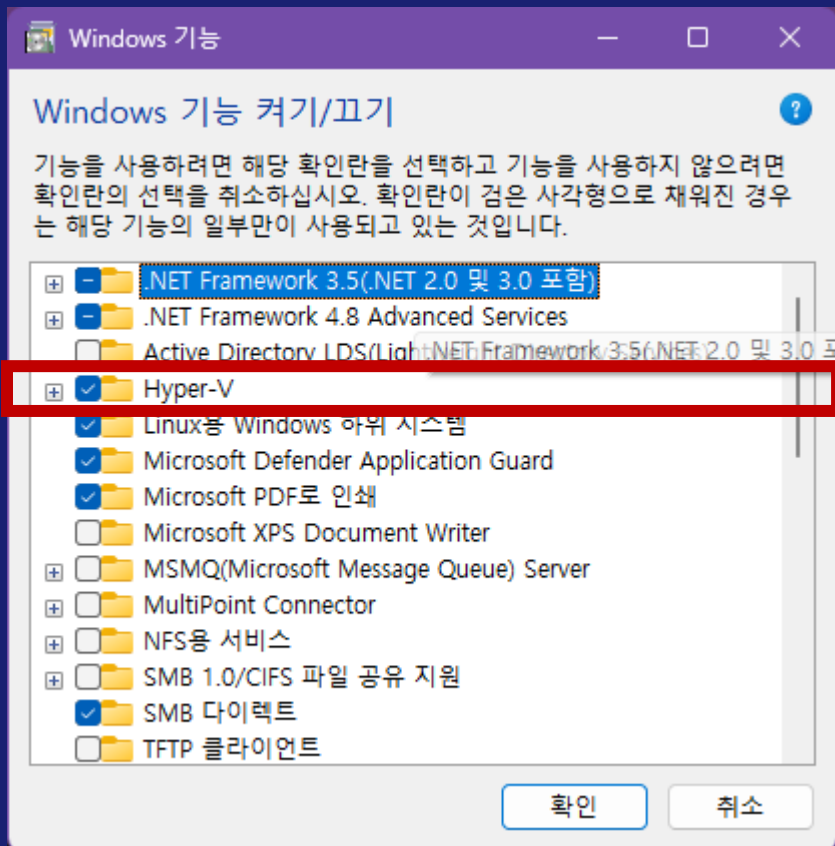 Windows 기능
Windows 기능 켜기/끄기
기능을 사용하려면 해당 확인란을 선택하고 기능을 사용하지 않으려면
확인란의 선택을 취소하십시오. 확인란이 검은 사각형으로 채워진 경우
는 해당 기능의 일부만이 사용되고 있는 것입니다.
.NET Framework 3.5(.NET 2.0 및 3.0 포함)
.NET Framework 4.8 Advanced Services
Active Directory LDS(Ligh
.NET Framework 3.5(.NET 2.0 및 3.0 포
Hyper-V
Linux용 Windows 하위 시스템
Microsoft Defender Application Guard
Microsoft PDF로 인쇄
Microsoft XPS Document Writer
MSMQ(Microsoft Message Queue) Server
MultiPoint Connector
NFS용 서비스
SMB 1.0/CIFS 파일 공유 지원
SMB 다이렉트
TFTP 클라이언트
확인
취소